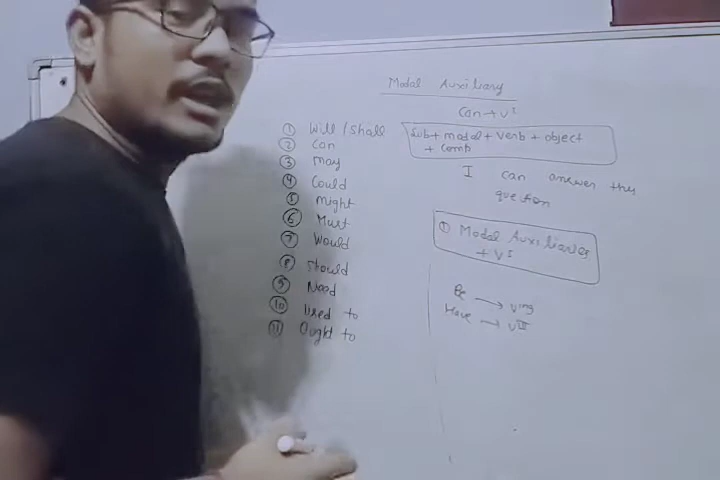 Modal Auxiliary
Can + V¹
① Will / Shall
② Can
③ May
④ Could
⑤ Might
⑥ Must
⑦ Would
⑧ Should
⑨ Need
⑩ Used to
⑪ Ought to
Sub + modal + Verb + object
+ Comb
I can answer this
question
① Modal Auxiliaries
+ V I
Be → Ving
Have → VIII